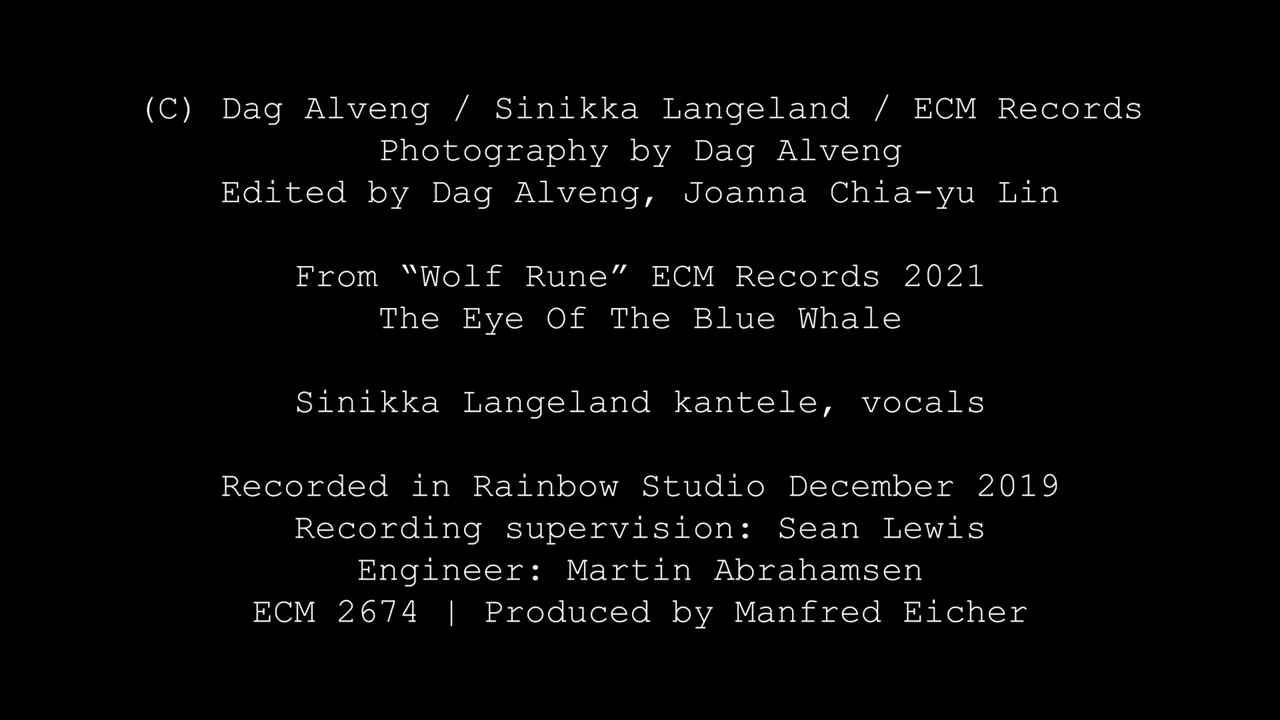 (C) Dag Alveng / Sinikka Langeland / ECM Records
Photography by Dag Alveng
Edited by Dag Alveng, Joanna Chia-yu Lin
From “Wolf Rune” ECM Records 2021
The Eye Of The Blue Whale
Sinikka Langeland kantele, vocals
Recorded in Rainbow Studio December 2019
Recording supervision: Sean Lewis
Engineer: Martin Abrahamsen
ECM 2674 | Produced by Manfred Eicher